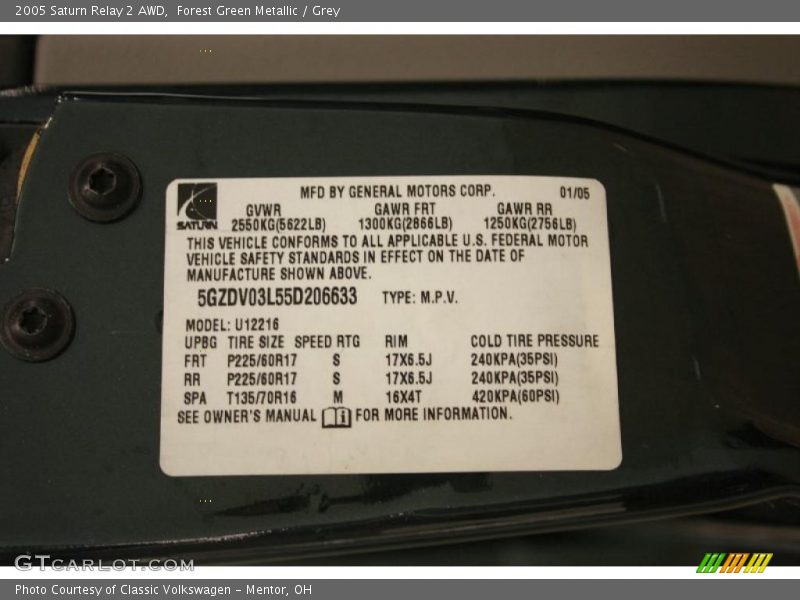 2005 Saturn Relay 2 AWD,  Forest Green Metallic / Grey
MFD BY GENERAL MOTORS CORP. 01/05
SATURN
GVWR GAWR FRT GAWR RR
2550KG(5622LB) 1300KG(2866LB) 1250KG(2756LB)
THIS VEHICLE CONFORMS TO ALL APPLICABLE U.S. FEDERAL MOTOR
VEHICLE SAFETY STANDARDS IN EFFECT ON THE DATE OF
MANUFACTURE SHOWN ABOVE.
5GZDV03L55D206633 TYPE: M.P.V.
MODEL: U12216
UPBG TIRE SIZE SPEED RTG RIM COLD TIRE PRESSURE
FRT P225/60R17 S 17X6.5J 240KPA(35PSI)
RR P225/60R17 S 17X6.5J 240KPA(35PSI)
SPA T135/70R16 M 16X4T 420KPA(60PSI)
SEE OWNER'S MANUAL FOR MORE INFORMATION.
GTCARLOT.COM
Photo Courtesy of Classic Volkswagen - Mentor, OH